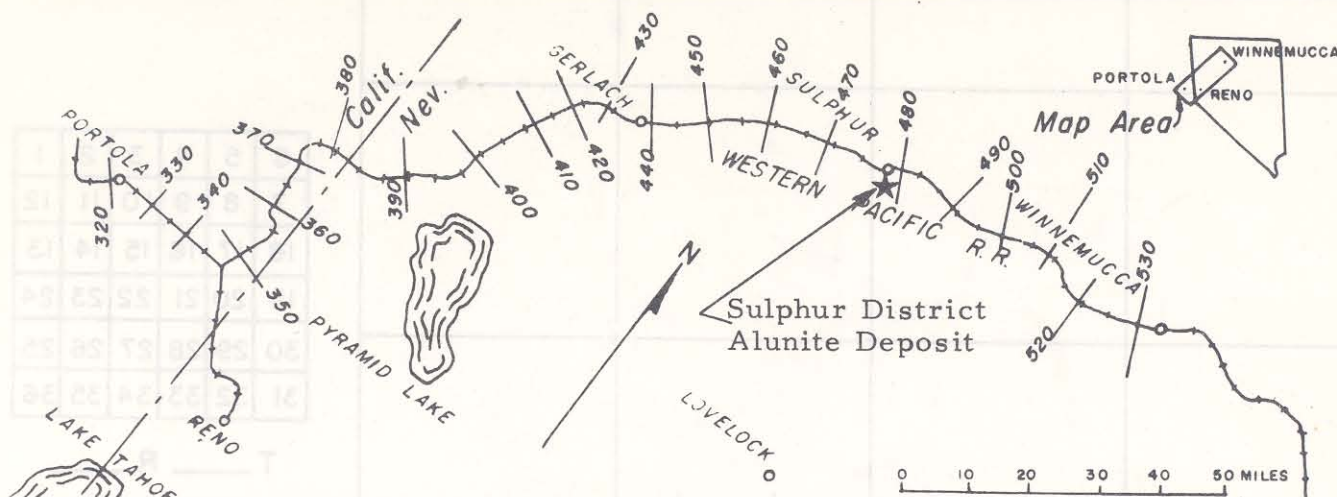 PORTOLA
320
330
340
350
360
370
380
Calif.
Nev.
390
400
410
420
GERLACH
430
440
450
460
SULPHUR
470
480
490
500
510
WINNEMUCCA
520
530
WESTERN
PACIFIC R.R.
PYRAMID LAKE
RENO
LAKE TAHOE
LOVELOCK
N
Sulphur District
Alunite Deposit
WINNEMUCCA
PORTOLA
RENO
Map Area
0 10 20 30 40 50 MILES